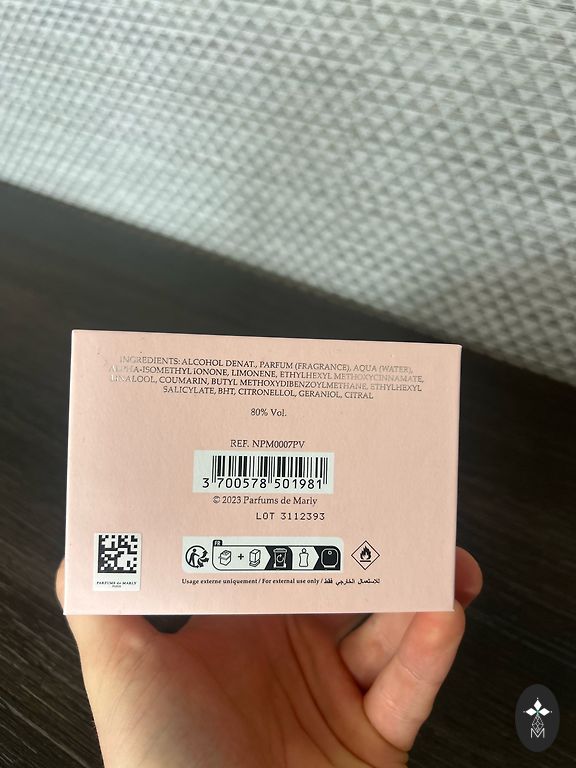 INGREDIENTS: ALCOHOL DENAT., PARFUM (FRAGRANCE), AQUA (WATER),
ALPHA-ISOMETHYL IONONE, LIMONENE, ETHYLHEXYL METHOXYCINNAMATE,
LINALOOL, COUMARIN, BUTYL METHOXYDIBENZOYLMETHANE, ETHYLHEXYL
SALICYLATE, BHT, CITRONELLOL, GERANIOL, CITRAL
80% Vol.
REF. NPM0007PV
3 700578 501981
© 2023 Parfums de Marly
LOT 3112393
FR
+
PARFUMS de MARLY
PARIS
Usage externe uniquement / For external use only / للاستعمال الخارجي فقط
M